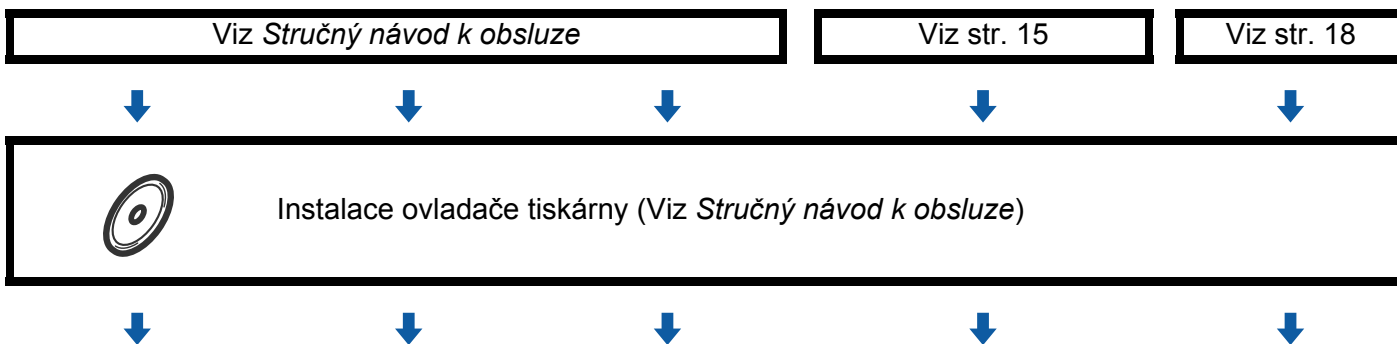 Viz Stručný návod k obsluze
Viz str. 15
Viz str. 18
Instalace ovladače tiskárny (Viz Stručný návod k obsluze)